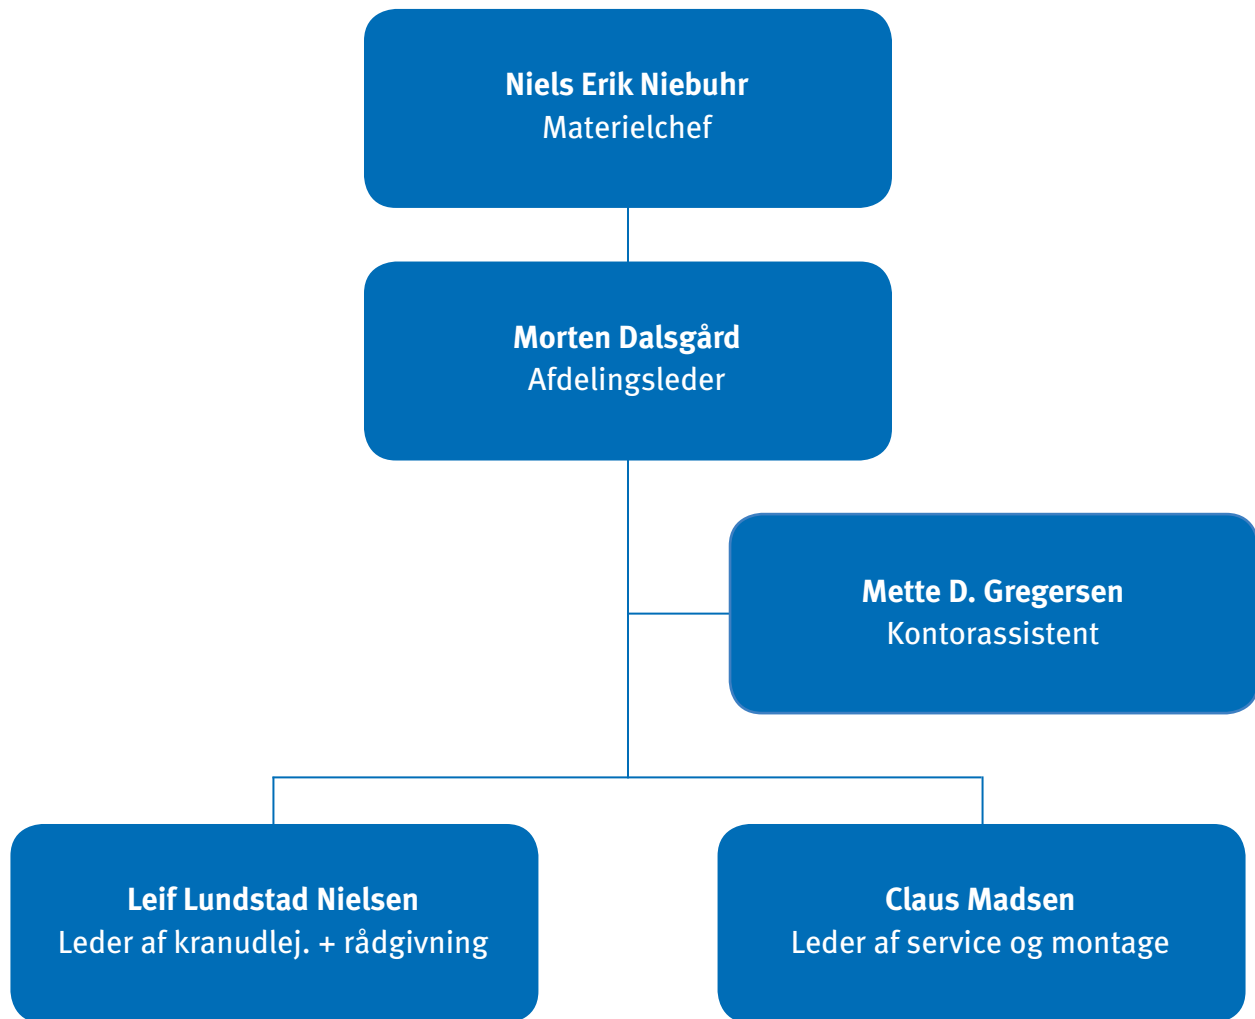 Niels Erik Niebuhr
Materielchef
Morten Dalsgård
Afdelingsleder
Mette D. Gregersen
Kontorassistent
Leif Lundstad Nielsen
Leder af kranudlej. + rådgivning
Claus Madsen
Leder af service og montage